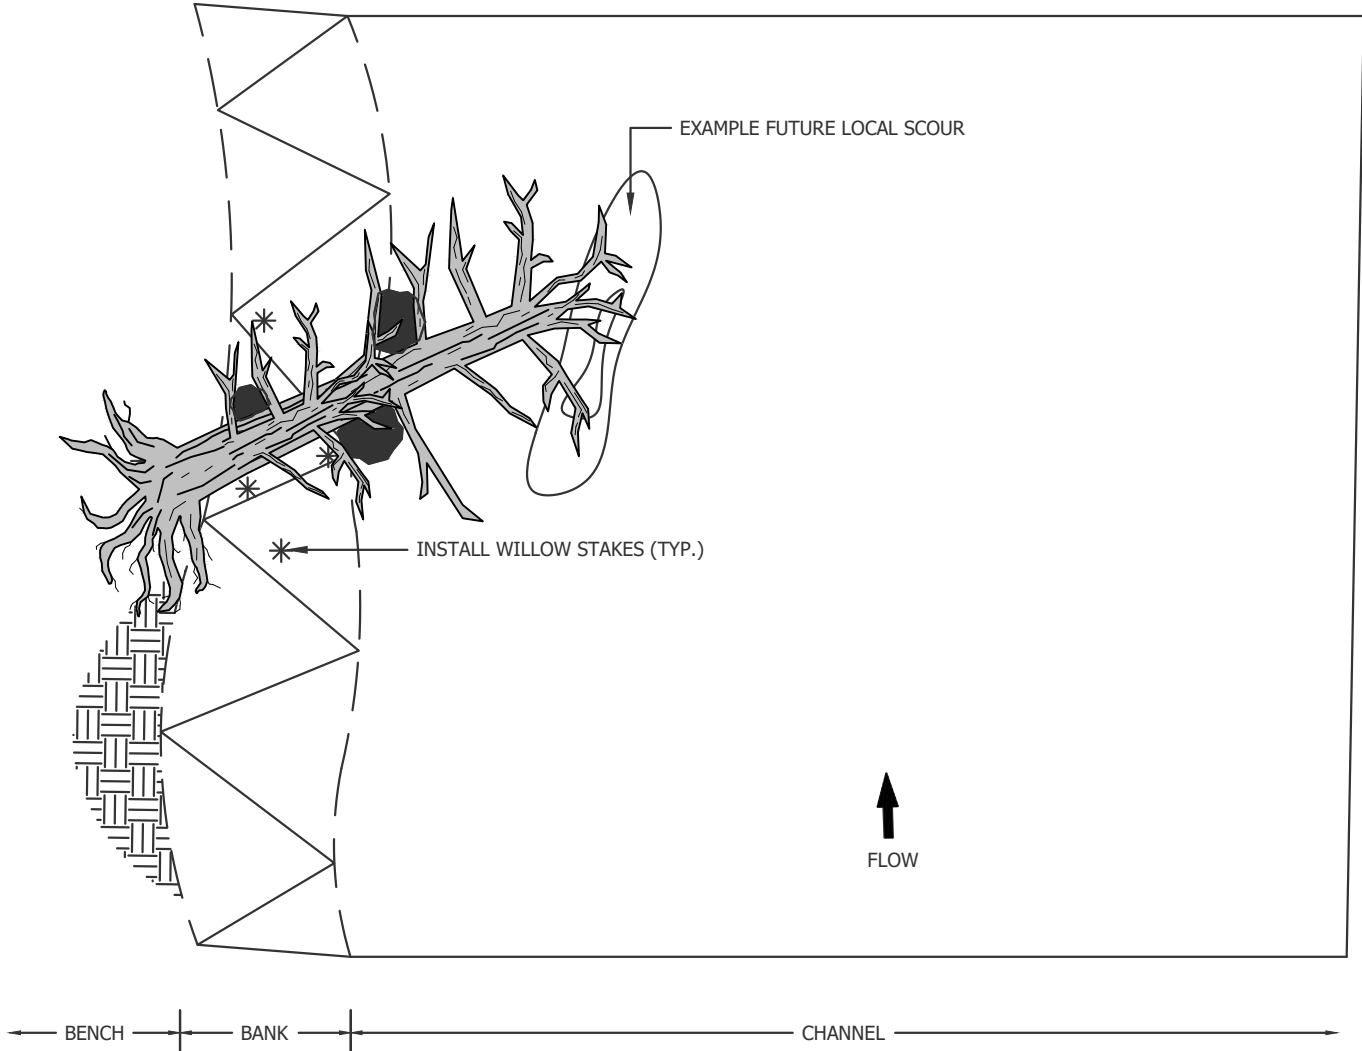 EXAMPLE FUTURE LOCAL SCOUR
INSTALL WILLOW STAKES (TYP.)
FLOW
BENCH
BANK
CHANNEL